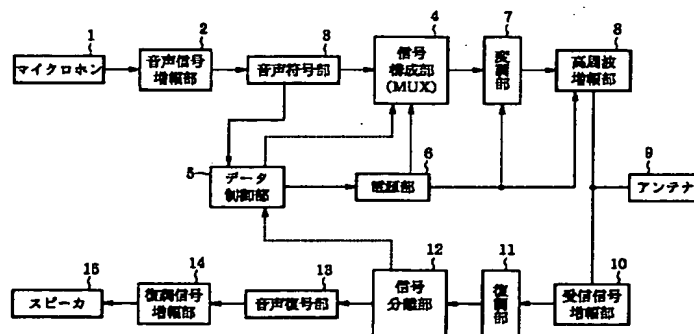 1
マイクロホン
2
音声信号
増幅部
3
音声符号部
4
信号
構成部
(MUX)
7
変調部
8
高周波
増幅部
5
データ
制御部
6
電源部
9
アンテナ
15
スピーカ
14
復調信号
増幅部
13
音声復号部
12
信号
分離部
11
復調部
10
受信信号
増幅部